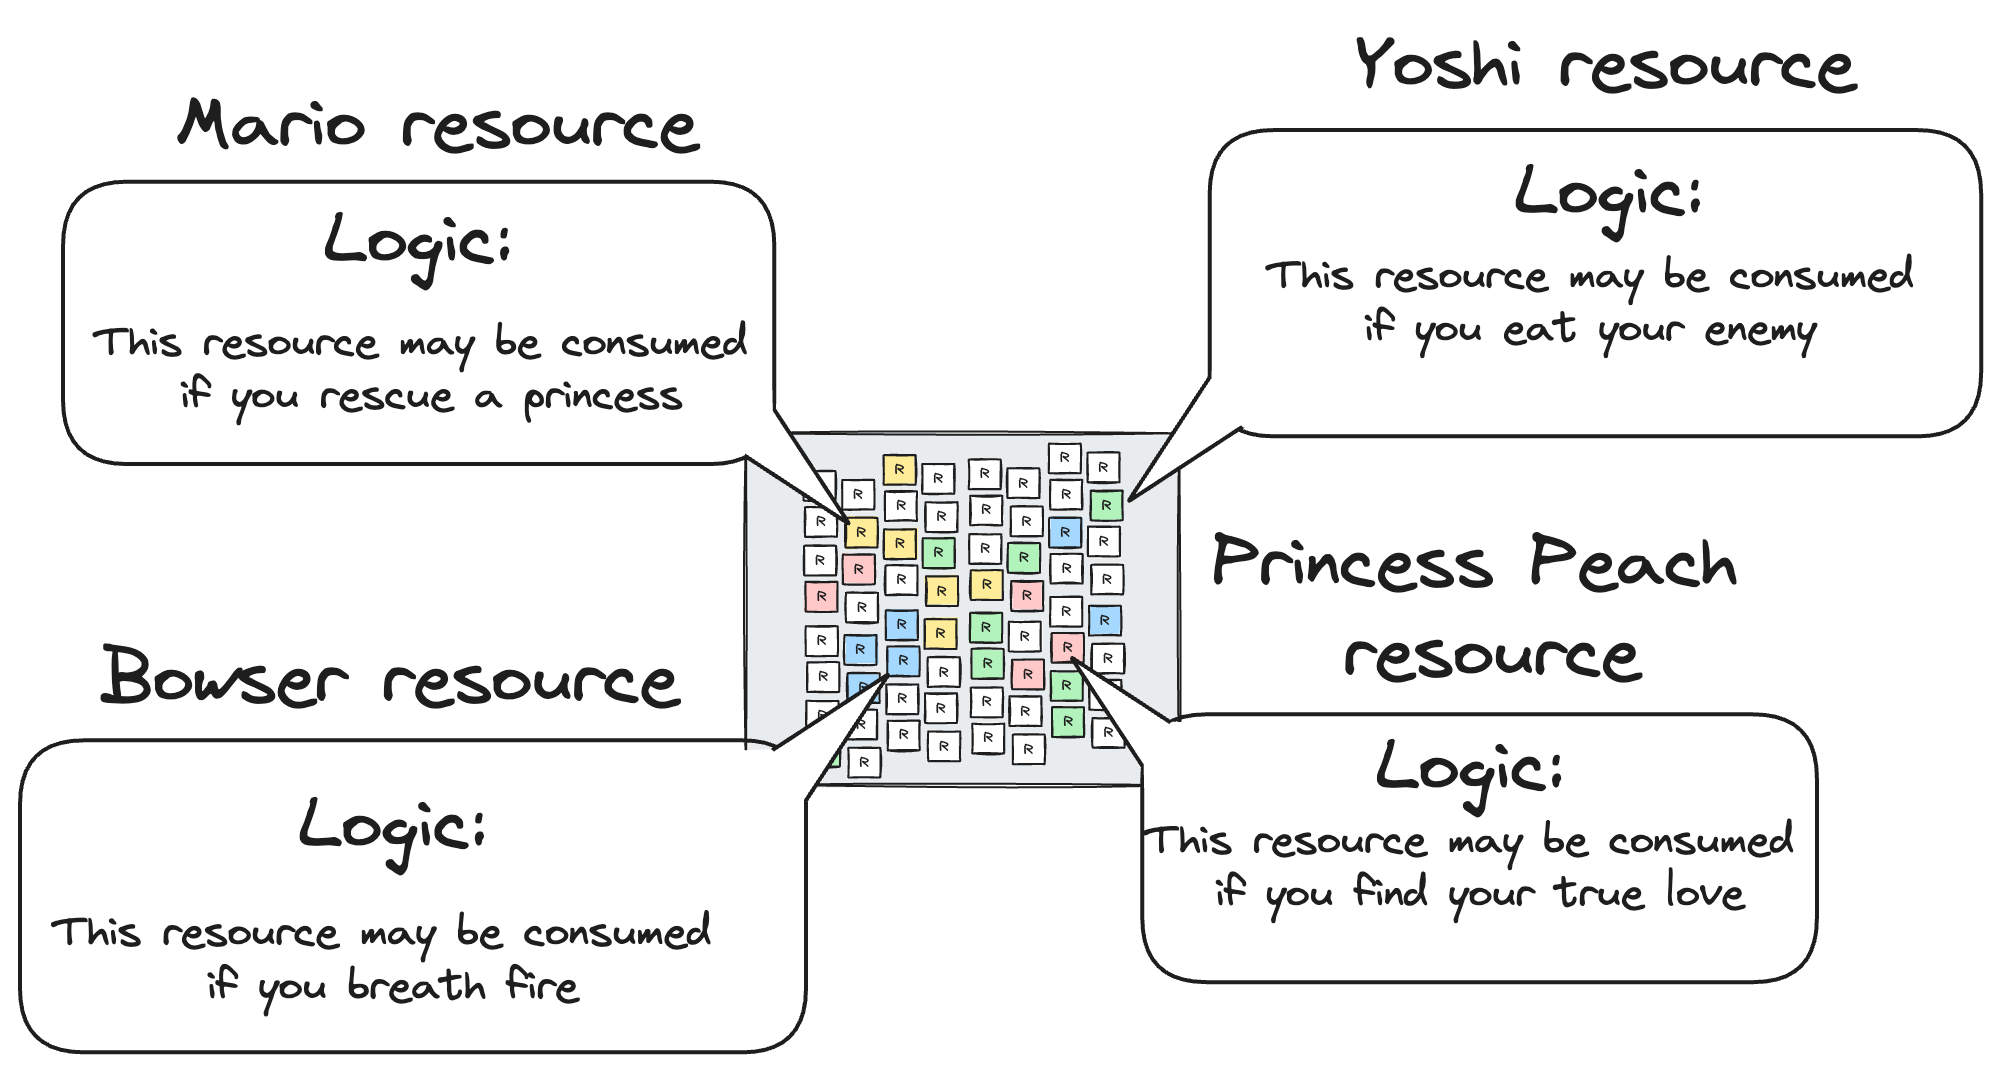 Mario resource
Logic:
This resource may be consumed
if you rescue a princess
Yoshi resource
Logic:
This resource may be consumed
if you eat your enemy
Bowser resource
Logic:
This resource may be consumed
if you breath fire
Princess Peach
resource
Logic:
This resource may be consumed
if you find your true love
R R R R R R R R
R R R R R R R R
R R R R R R R R
R R R R R R R R
R R R R R R R R
R R R R R R R R
R R R R R R R R
R R R R R R R
R R R R R R